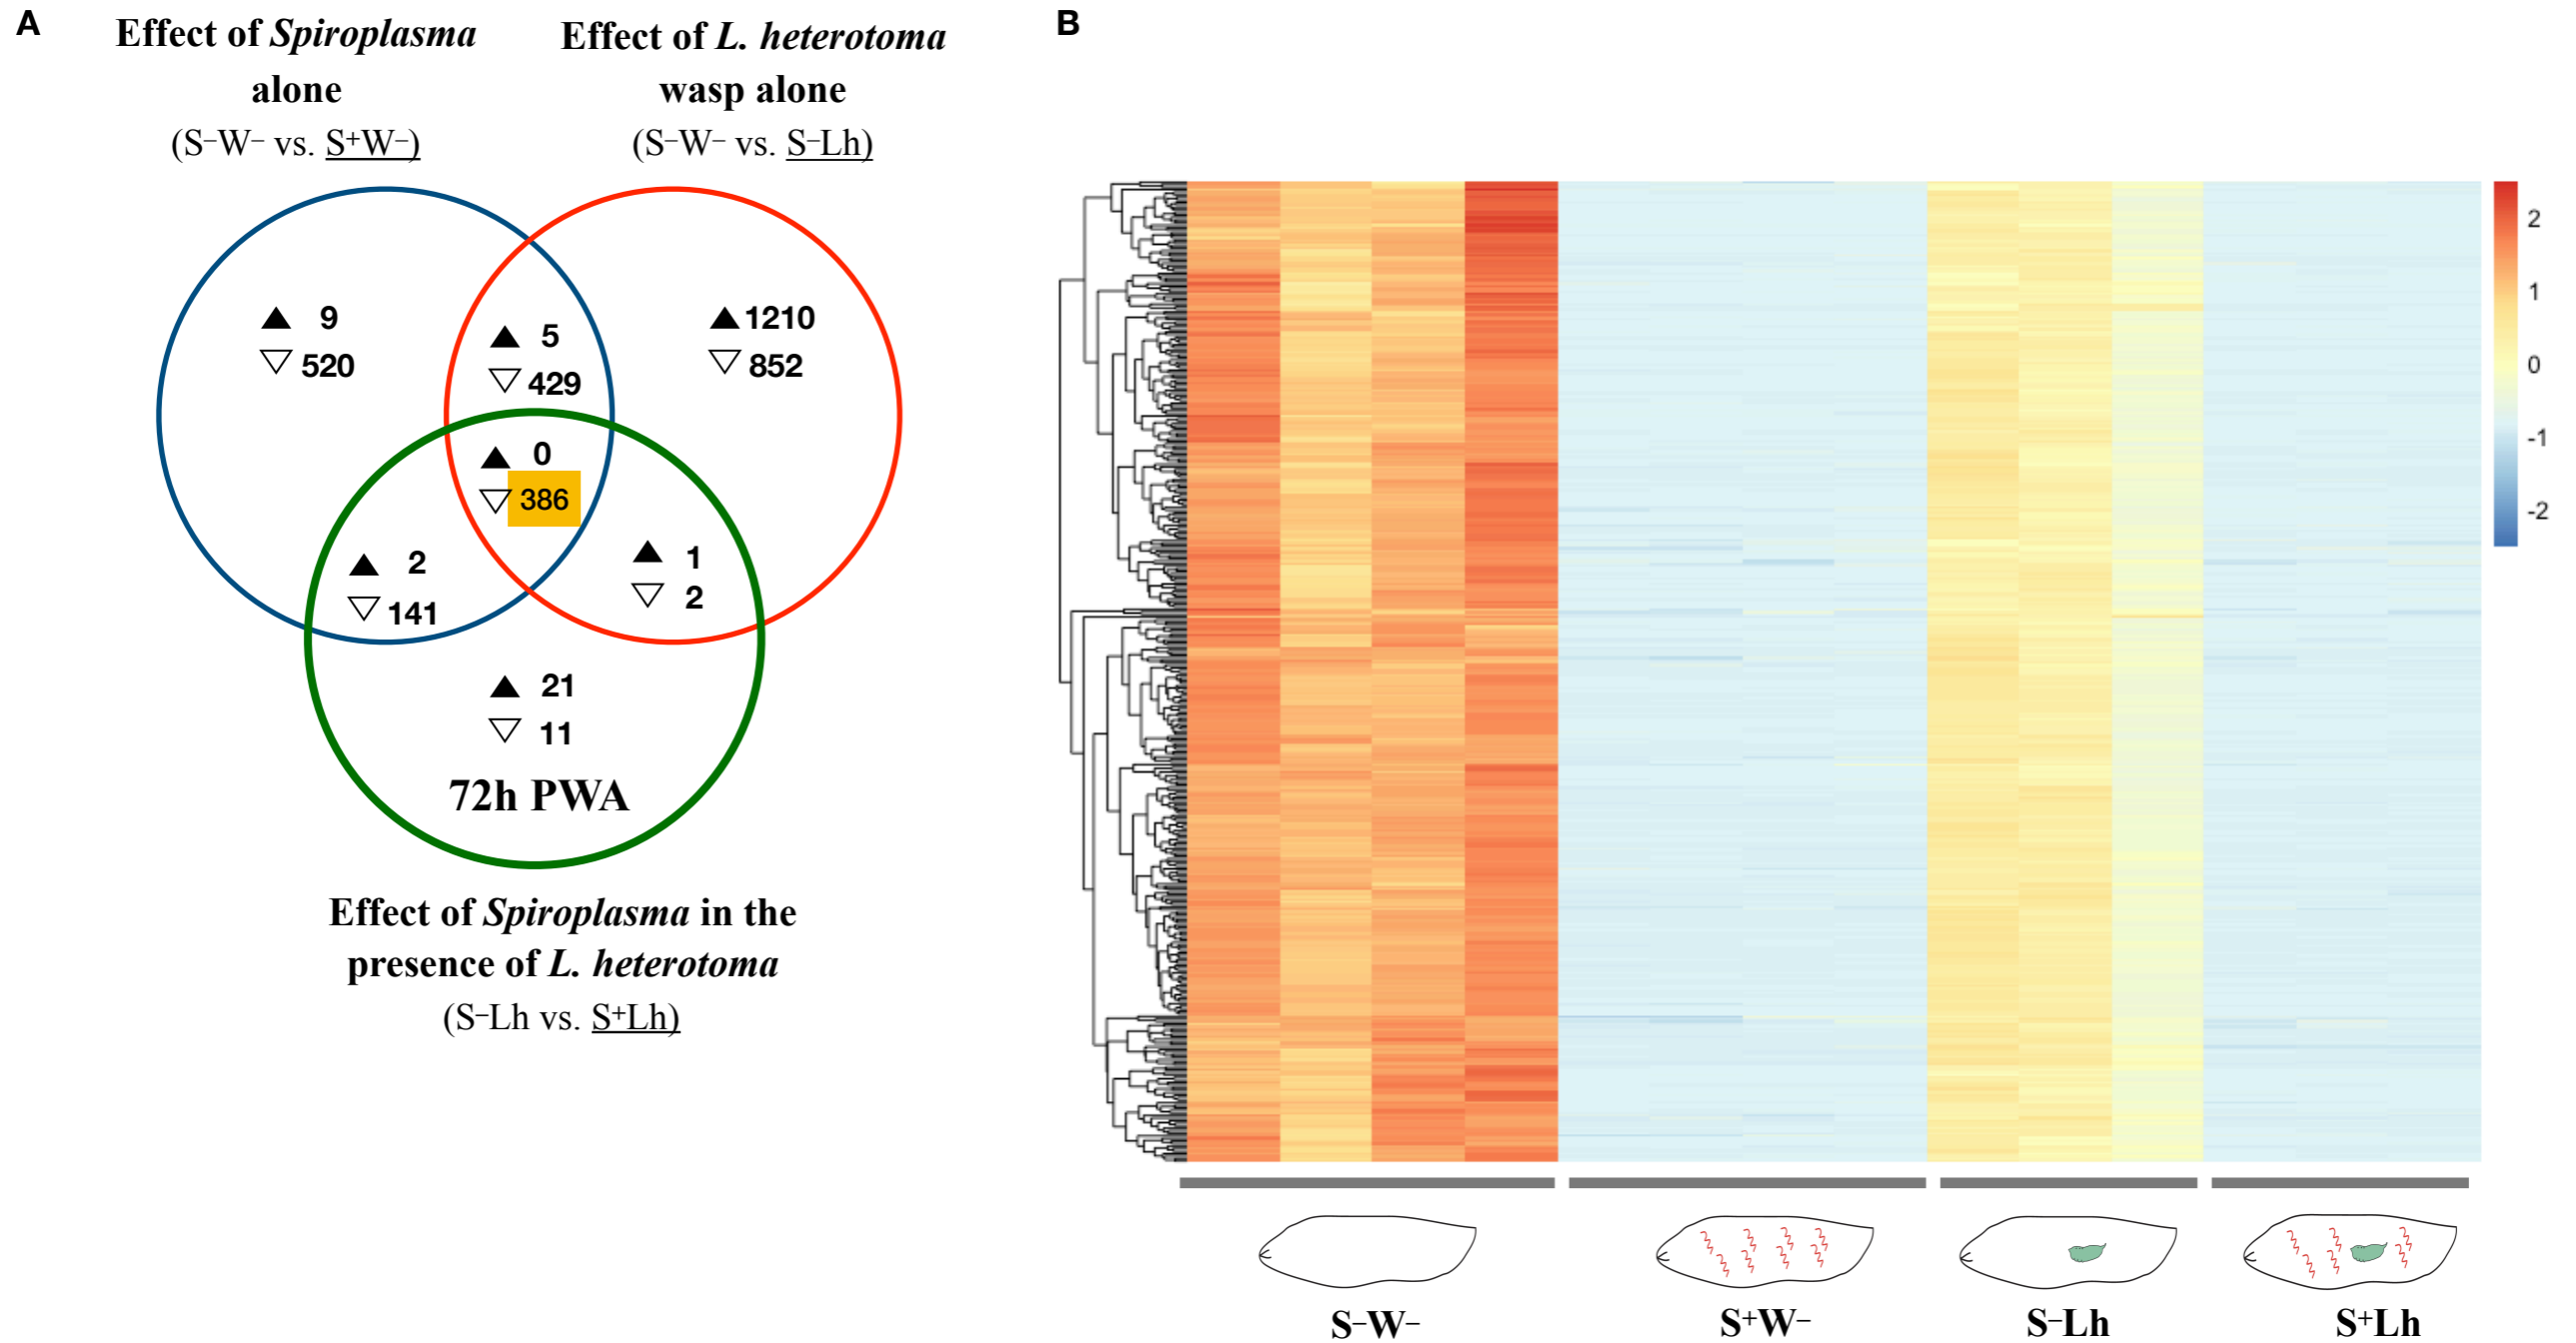 A
Effect of Spiroplasma
alone
(S–W– vs. S+W–)
Effect of L. heterotoma
wasp alone
(S–W– vs. S–Lh)
▲ 9
▽ 520
▲ 5
▽ 429
▲ 1210
▽ 852
▲ 0
▽ 386
▲ 2
▽ 141
▲ 1
▽ 2
▲ 21
▽ 11
72h PWA
Effect of Spiroplasma in the
presence of L. heterotoma
(S–Lh vs. S+Lh)
B
2
1
0
-1
-2
S–W–
S+W–
S–Lh
S+Lh